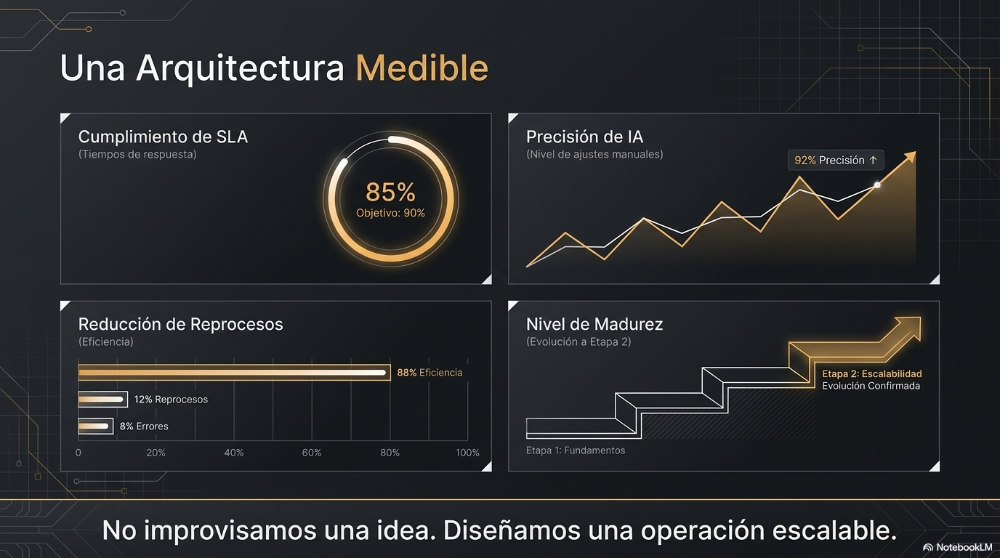 Una Arquitectura Medible
Cumplimiento de SLA
(Tiempos de respuesta)
85%
Objetivo: 90%
Precisión de IA
(Nivel de ajustes manuales)
92% Precisión ↑
Reducción de Reprocesos
(Eficiencia)
88% Eficiencia
12% Reprocesos
8% Errores
0 20% 40% 60% 80% 100%
Nivel de Madurez
(Evolución a Etapa 2)
Etapa 2: Escalabilidad
Evolución Confirmada
Etapa 1: Fundamentos
No improvisamos una idea. Diseñamos una operación escalable.
NotebookLM